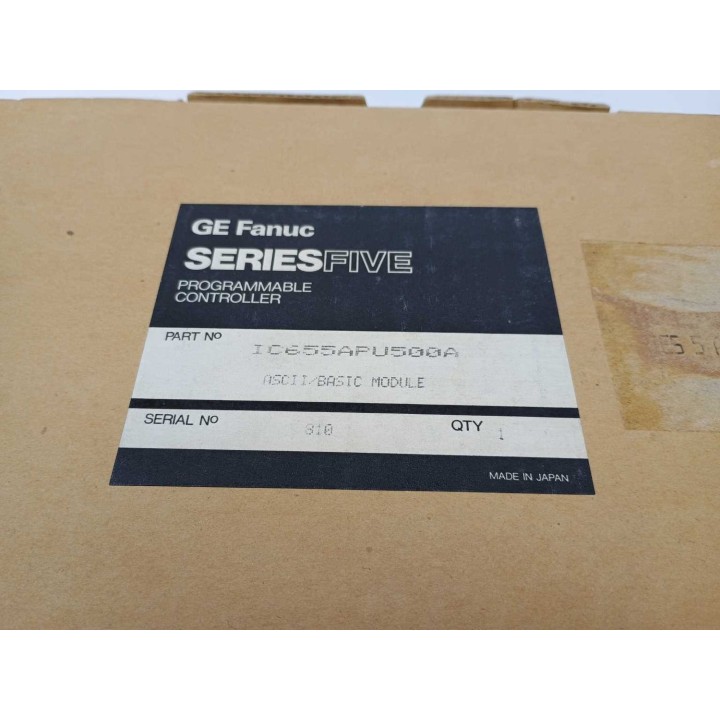 GE Fanuc
SERIESFIVE
PROGRAMMABLE
CONTROLLER
PART NO IC655APU500A
ASCII/BASIC MODULE
SERIAL NO 810 QTY 1
MADE IN JAPAN